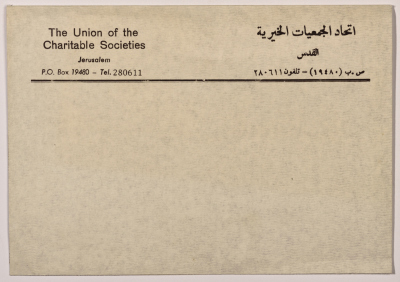 The Union of the
Charitable Societies
Jerusalem
P.O. Box 19480 – Tel. 280611
اتحاد الجمعيات الخيرية
القدس
ص.ب (١٩٤٨٠) – تلفون ٢٨٠٦١١